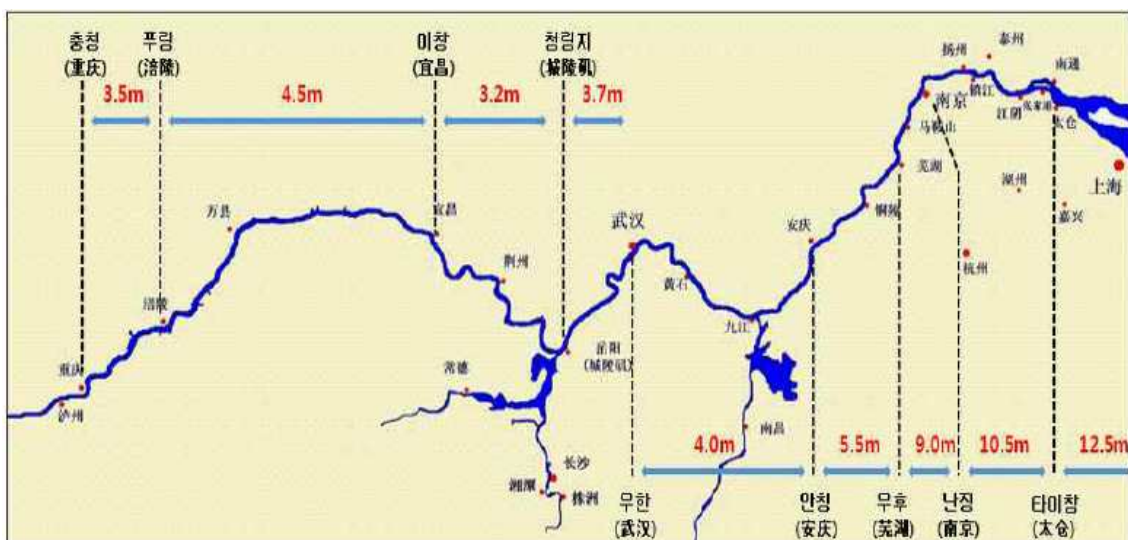 충칭
(重庆)
푸링
(涪陵)
이창
(宜昌)
청링지
(城陵矶)
3.5m
4.5m
3.2m
3.7m
扬州
泰州
南通
镇江
南京
江阴
张家港
太仓
马鞍山
芜湖
上海
湖州
铜陵
嘉兴
万县
宜昌
武汉
安庆
杭州
荆州
黄石
涪陵
九江
岳阳
(城陵矶)
重庆
常德
泸州
南昌
4.0m
5.5m
9.0m
10.5m
12.5m
长沙
湘潭
株洲
우한
(武汉)
안칭
(安庆)
우후
(芜湖)
난징
(南京)
타이창
(太仓)